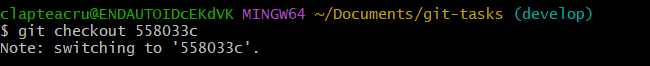 clapteacru@ENDAUTOIDcEKdVK MINGW64 ~/Documents/git-tasks (develop)
$ git checkout 558033c
Note: switching to '558033c'.